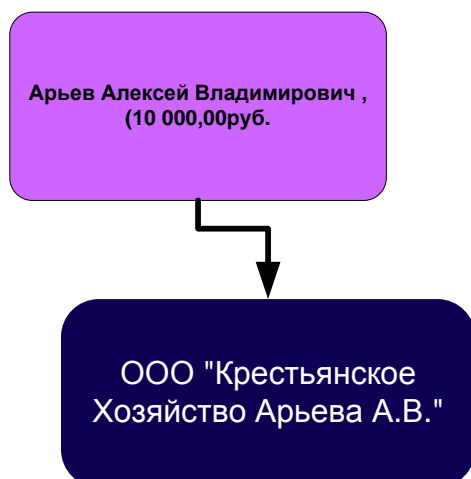 Арьев Алексей Владимирович ,
(10 000,00руб.
ООО "Крестьянское
Хозяйство Арьева А.В."